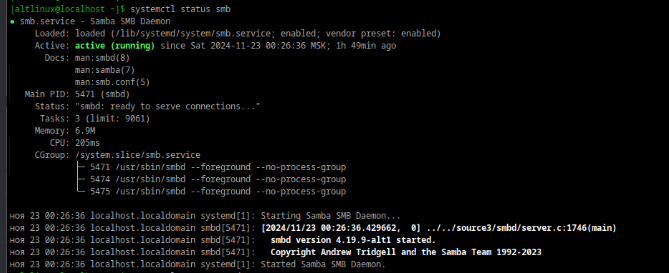 [altlinux@localhost ~]$ systemctl status smb
● smb.service - Samba SMB Daemon
Loaded: loaded (/lib/systemd/system/smb.service; enabled; vendor preset: enabled)
Active: active (running) since Sat 2024-11-23 00:26:36 MSK; 1h 49min ago
Docs: man:smbd(8)
man:samba(7)
man:smb.conf(5)
Main PID: 5471 (smbd)
Status: "smbd: ready to serve connections..."
Tasks: 3 (limit: 9061)
Memory: 6.9M
CPU: 205ms
CGroup: /system.slice/smb.service
├─ 5471 /usr/sbin/smbd --foreground --no-process-group
├─ 5474 /usr/sbin/smbd --foreground --no-process-group
└─ 5475 /usr/sbin/smbd --foreground --no-process-group
ноя 23 00:26:36 localhost.localdomain systemd[1]: Starting Samba SMB Daemon...
ноя 23 00:26:36 localhost.localdomain smbd[5471]: [2024/11/23 00:26:36.429662, 0] ../../source3/smbd/server.c:1746(main)
ноя 23 00:26:36 localhost.localdomain smbd[5471]: smbd version 4.19.9-alt1 started.
ноя 23 00:26:36 localhost.localdomain smbd[5471]: Copyright Andrew Tridgell and the Samba Team 1992-2023
ноя 23 00:26:36 localhost.localdomain systemd[1]: Started Samba SMB Daemon.